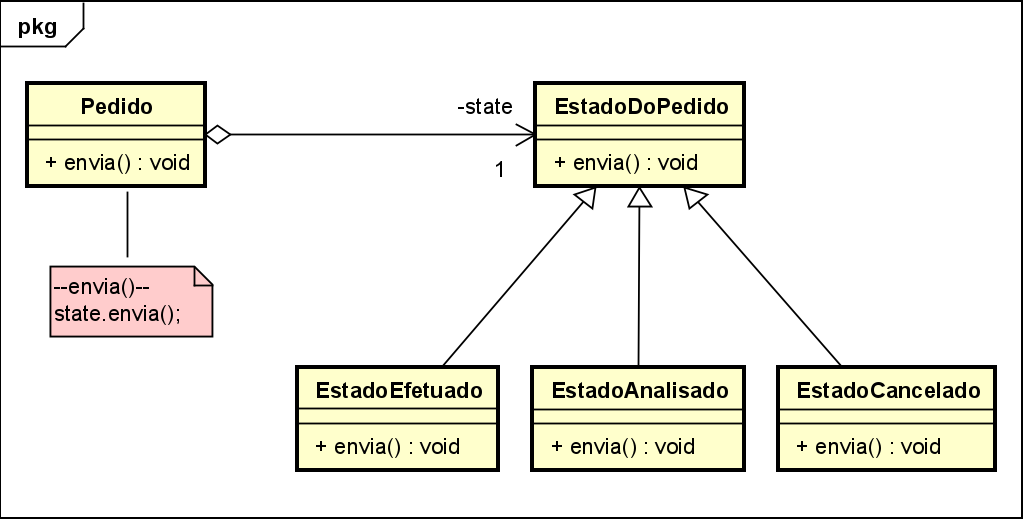 pkg
Pedido
+ envia() : void
-state
1
EstadoDoPedido
+ envia() : void
--envia()--
state.envia();
EstadoEfetuado
+ envia() : void
EstadoAnalisado
+ envia() : void
EstadoCancelado
+ envia() : void